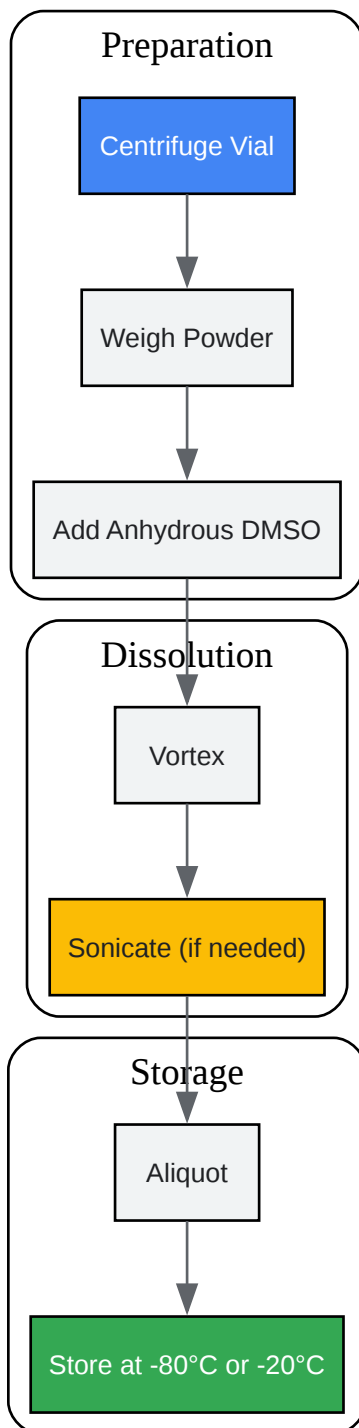 Preparation
Centrifuge Vial
Weigh Powder
Add Anhydrous DMSO
Dissolution
Vortex
Sonicate (if needed)
Storage
Aliquot
Store at -80°C or -20°C